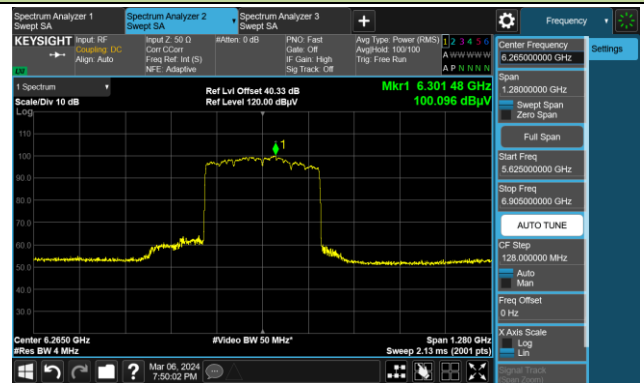 Spectrum Analyzer 1
Swept SA
Spectrum Analyzer 2
Swept SA
Spectrum Analyzer 3
Swept SA
+
Frequency
KEYSIGHT
Input: RF
Coupling: DC
Align: Auto
Input Z: 50 Ω
Corr CCorr
Freq Ref: Int (S)
NFE: Adaptive
#Atten: 0 dB
PNO: Fast
Gate: Off
IF Gain: High
Sig Track: Off
Avg Type: Power (RMS)
Avg|Hold: 100/100
Trig: Free Run
1 2 3 4 5 6
A W W W W W
A P N N N N
LW
1 Spectrum
Scale/Div 10 dB
Log
Ref Lvl Offset 40.33 dB
Ref Level 120.00 dBµV
Mkr1 6.301 48 GHz
100.096 dBµV
1
110
100
90.0
80.0
70.0
60.0
50.0
40.0
30.0
Center 6.2650 GHz
#Res BW 4 MHz
#Video BW 50 MHz*
Span 1.280 GHz
Sweep 2.13 ms (2001 pts)
Center Frequency
6.265000000 GHz
Settings
Span
1.28000000 GHz
Swept Span
Zero Span
Full Span
Start Freq
5.625000000 GHz
Stop Freq
6.905000000 GHz
AUTO TUNE
CF Step
128.000000 MHz
Auto
Man
Freq Offset
0 Hz
X Axis Scale
Log
Lin
Signal Track
(Span Zoom)
?
Mar 06, 2024
7:50:02 PM